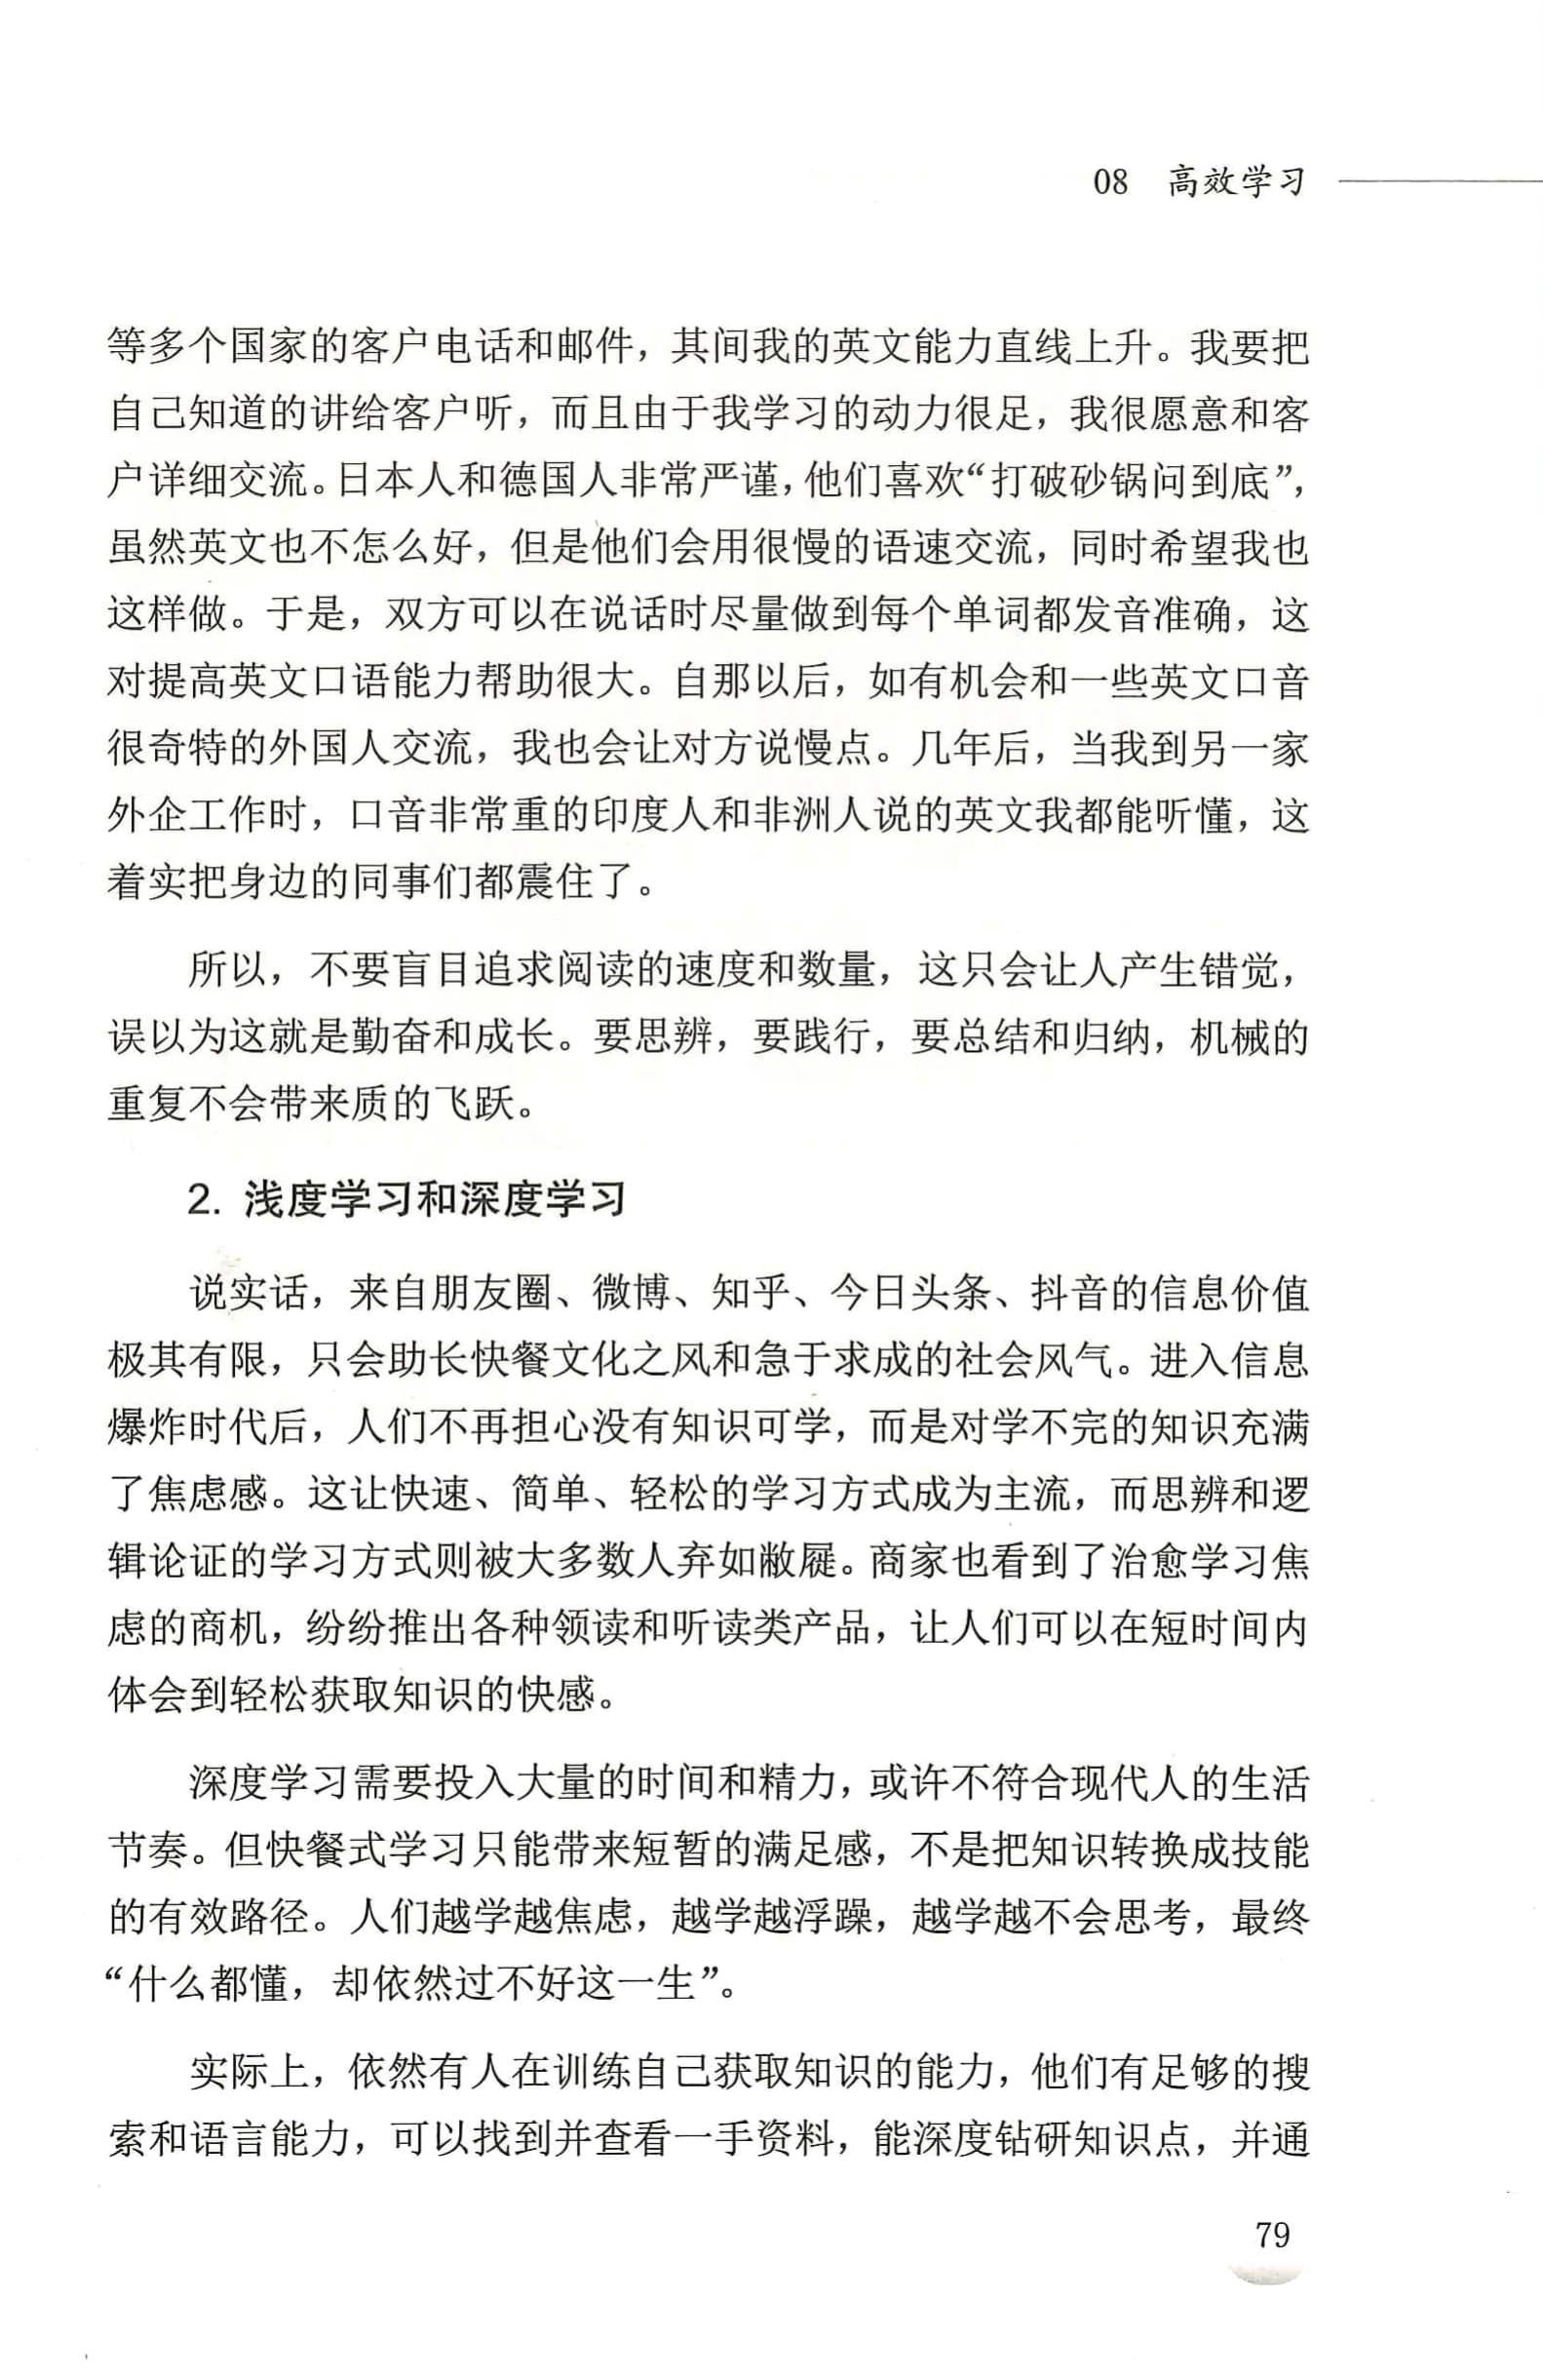 08 高效学习
等多个国家的客户电话和邮件，其间我的英文能力直线上升。我要把
自己知道的讲给客户听，而且由于我学习的动力很足，我很愿意和客
户详细交流。日本人和德国人非常严谨，他们喜欢“打破砂锅问到底”，
虽然英文也不怎么好，但是他们会用很慢的语速交流，同时希望我也
这样做。于是，双方可以在说话时尽量做到每个单词都发音准确，这
对提高英文口语能力帮助很大。自那以后，如有机会和一些英文口音
很奇特的外国人交流，我也会让对方说慢点。几年后，当我到另一家
外企工作时，口音非常重的印度人和非洲人说的英文我都能听懂，这
着实把身边的同事们都震住了。
所以，不要盲目追求阅读的速度和数量，这只会让人产生错觉，
误以为这就是勤奋和成长。要思辨，要践行，要总结和归纳，机械的
重复不会带来质的飞跃。
2. 浅度学习和深度学习
说实话，来自朋友圈、微博、知乎、今日头条、抖音的信息价值
极其有限，只会助长快餐文化之风和急于求成的社会风气。进入信息
爆炸时代后，人们不再担心没有知识可学，而是对学不完的知识充满
了焦虑感。这让快速、简单、轻松的学习方式成为主流，而思辨和逻
辑论证的学习方式则被大多数人弃如敝屣。商家也看到了治愈学习焦
虑的商机，纷纷推出各种领读和听读类产品，让人们可以在短时间内
体会到轻松获取知识的快感。
深度学习需要投入大量的时间和精力，或许不符合现代人的生活
节奏。但快餐式学习只能带来短暂的满足感，不是把知识转换成技能
的有效路径。人们越学越焦虑，越学越浮躁，越学越不会思考，最终
“什么都懂，却依然过不好这一生”。
实际上，依然有人在训练自己获取知识的能力，他们有足够的搜
索和语言能力，可以找到并查看一手资料，能深度钻研知识点，并通
79